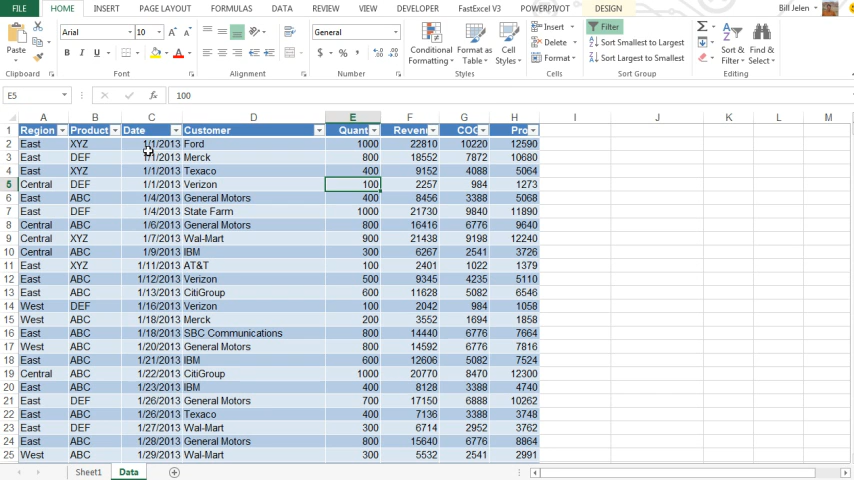 FILE HOME INSERT PAGE LAYOUT FORMULAS DATA REVIEW VIEW DEVELOPER FastExcel V3 POWERPIVOT DESIGN Bill Jelen
Paste Arial 10 General Conditional Format as Cell Insert Filter Sort & Find &
Formatting Table Styles Delete Sort Smallest to Largest Filter Select
Format Sort Largest to Smallest
Clipboard Font Alignment Number Styles Cells Sort Group Editing
E5 fx 100
A B C D E F G H I J K L M
1 Region Product Date Customer Quant Reven COG Pro
2 East XYZ 1/1/2013 Ford 1000 22810 10220 12590
3 East DEF 1/1/2013 Merck 800 18552 7872 10680
4 East XYZ 1/1/2013 Texaco 400 9152 4088 5064
5 Central DEF 1/1/2013 Verizon 100 2257 984 1273
6 East ABC 1/4/2013 General Motors 400 8456 3388 5068
7 East DEF 1/4/2013 State Farm 1000 21730 9840 11890
8 Central ABC 1/6/2013 General Motors 800 16416 6776 9640
9 Central XYZ 1/7/2013 Wal-Mart 900 21438 9198 12240
10 Central ABC 1/9/2013 IBM 300 6267 2541 3726
11 East XYZ 1/11/2013 AT&T 100 2401 1022 1379
12 East ABC 1/12/2013 Verizon 500 9345 4235 5110
13 East ABC 1/13/2013 CitiGroup 600 11628 5082 6546
14 West DEF 1/16/2013 Verizon 100 2042 984 1058
15 West ABC 1/18/2013 Merck 200 3552 1694 1858
16 East ABC 1/18/2013 SBC Communications 800 14440 6776 7664
17 West ABC 1/20/2013 General Motors 800 14592 6776 7816
18 East ABC 1/21/2013 IBM 600 12606 5082 7524
19 Central ABC 1/22/2013 CitiGroup 1000 20770 8470 12300
20 East ABC 1/23/2013 IBM 400 8128 3388 4740
21 East DEF 1/26/2013 General Motors 700 17150 6888 10262
22 East ABC 1/26/2013 Texaco 400 7136 3388 3748
23 East DEF 1/27/2013 Wal-Mart 300 6714 2952 3762
24 East ABC 1/28/2013 General Motors 800 15640 6776 8864
25 West ABC 1/29/2013 Wal-Mart 300 5532 2541 2991
Sheet1 Data